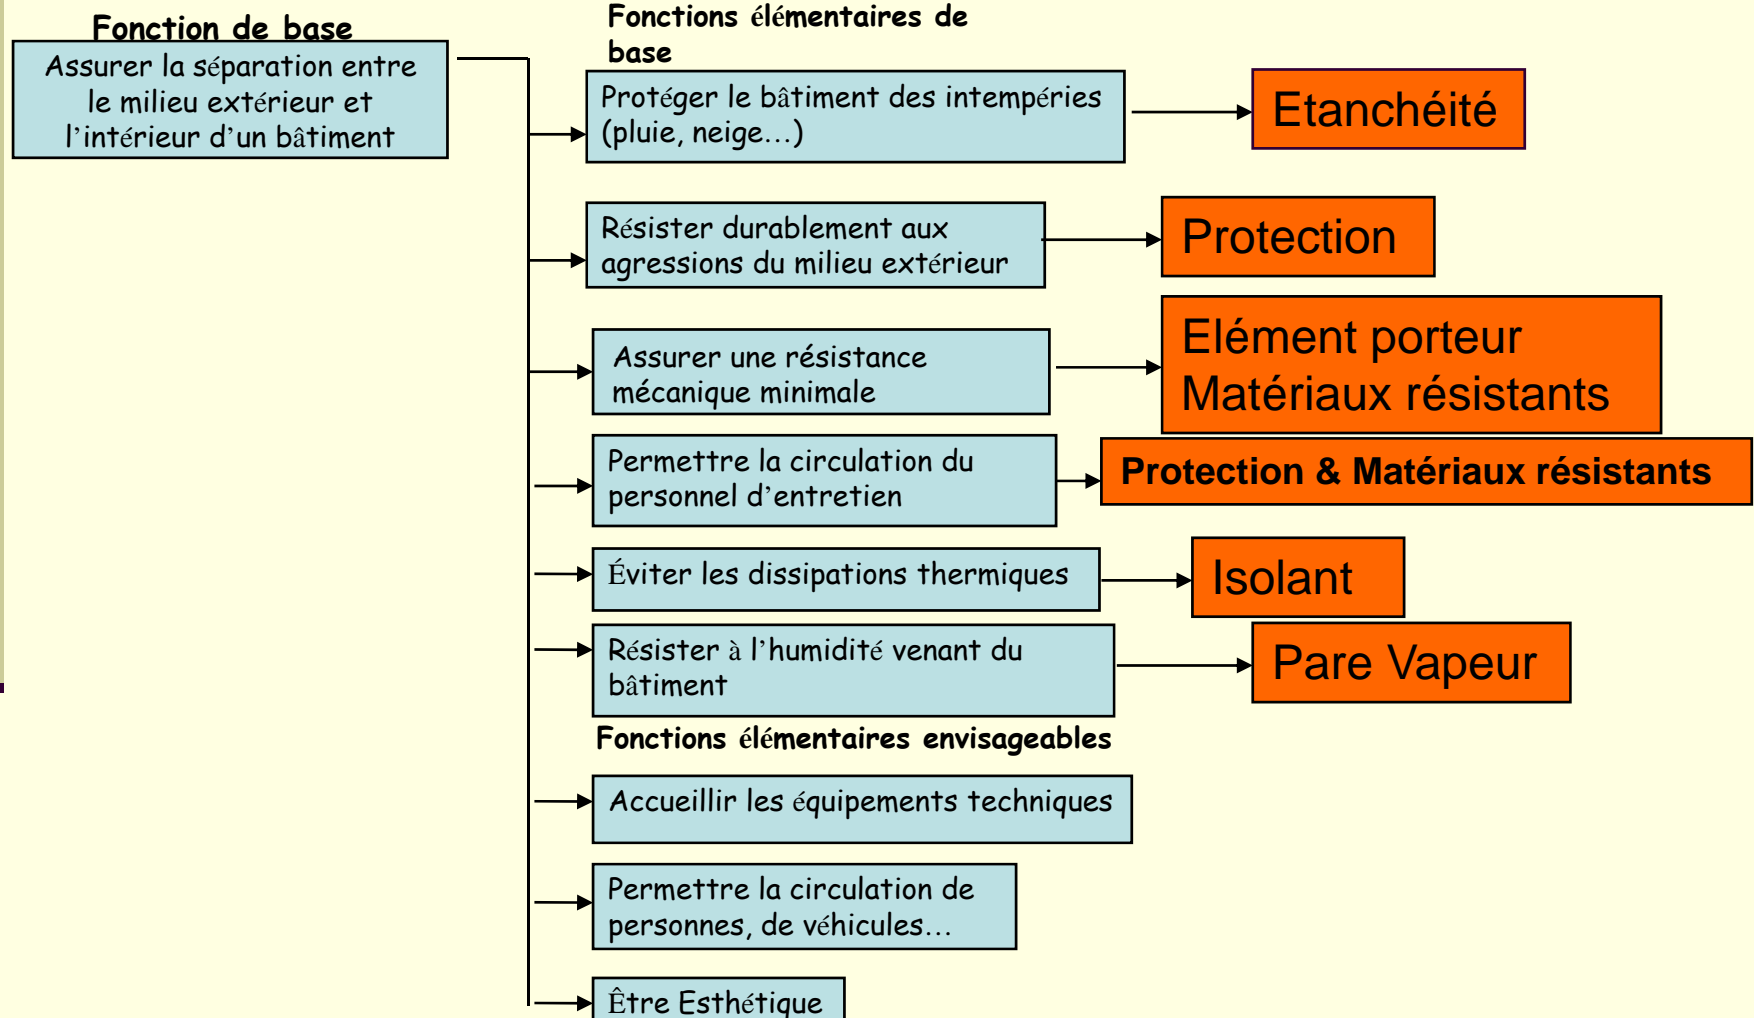 Fonction de base
Assurer la séparation entre
le milieu extérieur et
l’intérieur d’un bâtiment
Fonctions élémentaires de
base
Protéger le bâtiment des intempéries
(pluie, neige…)
Etanchéité
Résister durablement aux
agressions du milieu extérieur
Protection
Assurer une résistance
mécanique minimale
Elément porteur
Matériaux résistants
Permettre la circulation du
personnel d’entretien
Protection & Matériaux résistants
Éviter les dissipations thermiques
Isolant
Résister à l’humidité venant du
bâtiment
Pare Vapeur
Fonctions élémentaires envisageables
Accueillir les équipements techniques
Permettre la circulation de
personnes, de véhicules…
Être Esthétique